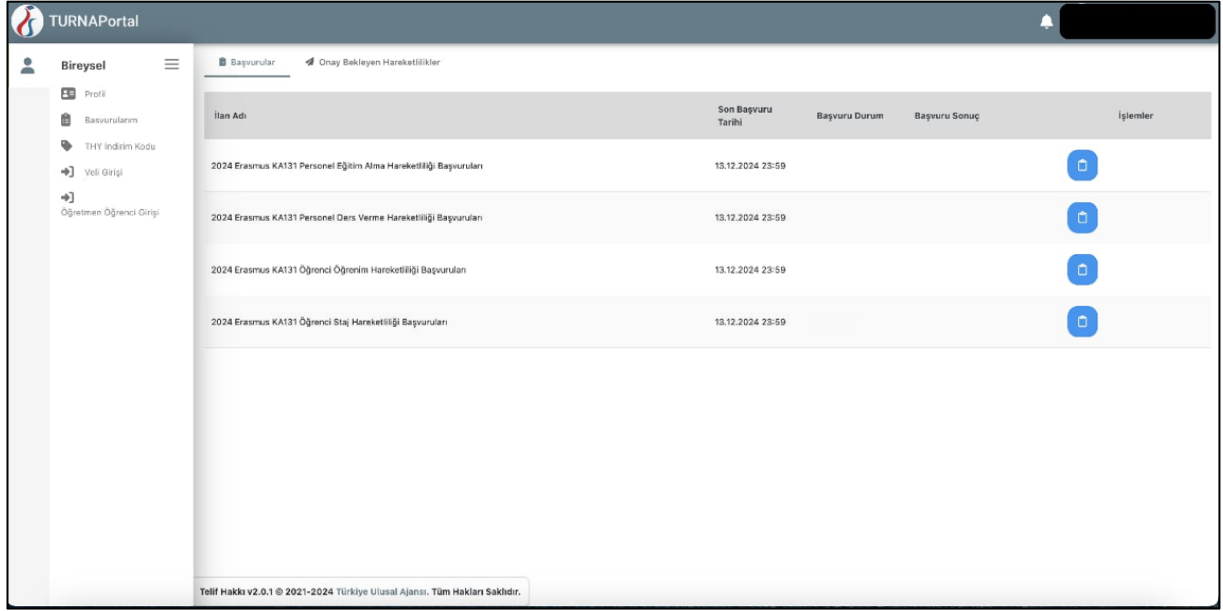 TURNAPortal
Bireysel
Profil
Basvurularım
THY İndirim Kodu
Veli Girişi
Öğretmen Öğrenci Girişi
Başvurular
Onay Bekleyen Hareketlilikler
İlan Adı
Son Başvuru
Tarihi
Başvuru Durum
Başvuru Sonuç
İşlemler
2024 Erasmus KA131 Personel Eğitim Alma Hareketliliği Başvuruları
13.12.2024 23:59
2024 Erasmus KA131 Personel Ders Verme Hareketliliği Başvuruları
13.12.2024 23:59
2024 Erasmus KA131 Öğrenci Öğrenim Hareketliliği Başvuruları
13.12.2024 23:59
2024 Erasmus KA131 Öğrenci Staj Hareketliliği Başvuruları
13.12.2024 23:59
Telif Hakkı v2.0.1 © 2021-2024 Türkiye Ulusal Ajansı. Tüm Hakları Saklıdır.